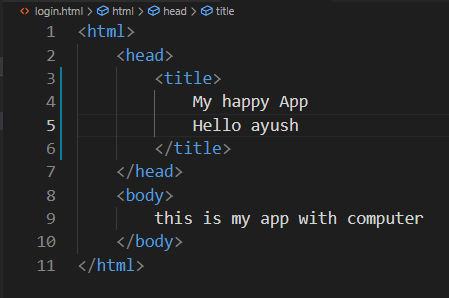 login.html > html > head > title
1 <html>
2 <head>
3 <title>
4 My happy App
5 Hello ayush
6 </title>
7 </head>
8 <body>
9 this is my app with computer
10 </body>
11 </html>